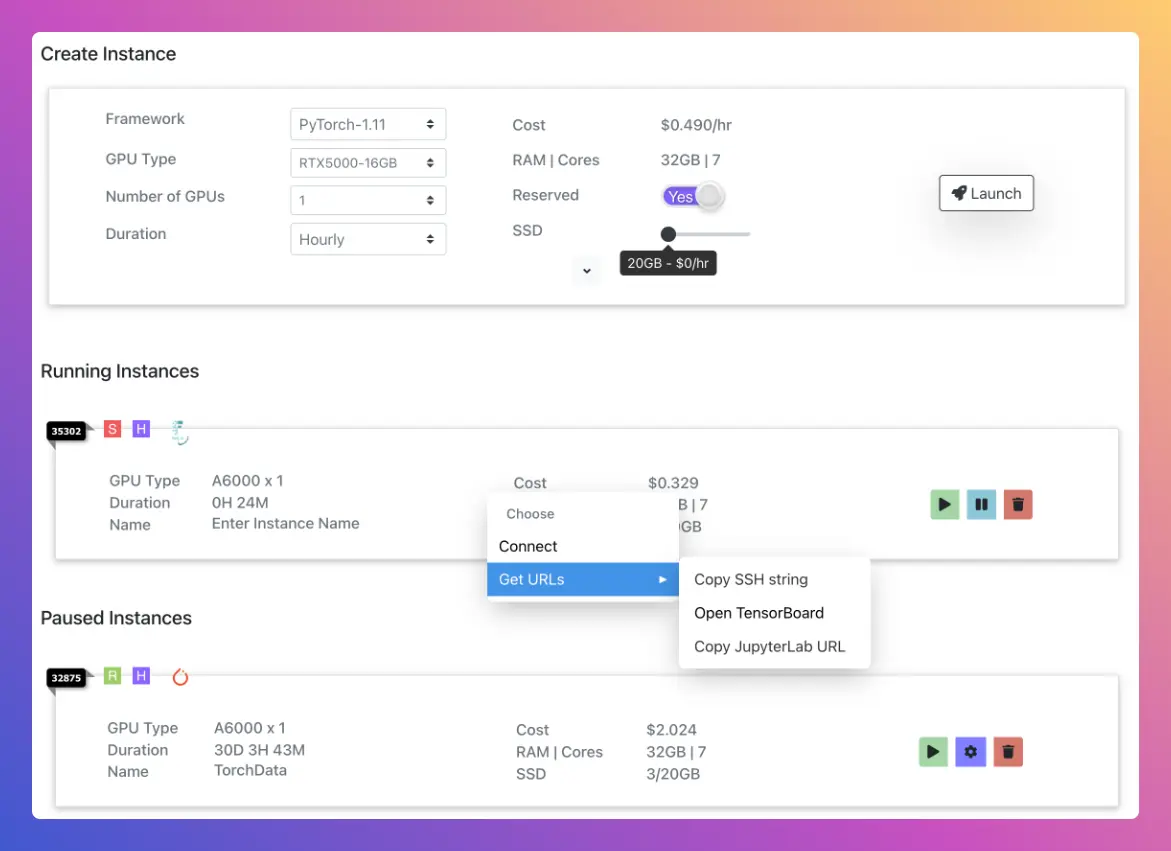 Create Instance
Framework
PyTorch-1.11
GPU Type
RTX5000-16GB
Number of GPUs
1
Duration
Hourly
Cost
$0.490/hr
RAM | Cores
32GB | 7
Reserved
Yes
SSD
20GB - $0/hr
Launch
Running Instances
35302
S
H
GPU Type
A6000 x 1
Duration
0H 24M
Name
Enter Instance Name
Cost
$0.329
B | 7
GB
Choose
Connect
Get URLs
Copy SSH string
Open TensorBoard
Copy JupyterLab URL
Paused Instances
32875
R
H
GPU Type
A6000 x 1
Duration
30D 3H 43M
Name
TorchData
Cost
$2.024
RAM | Cores
32GB | 7
SSD
3/20GB